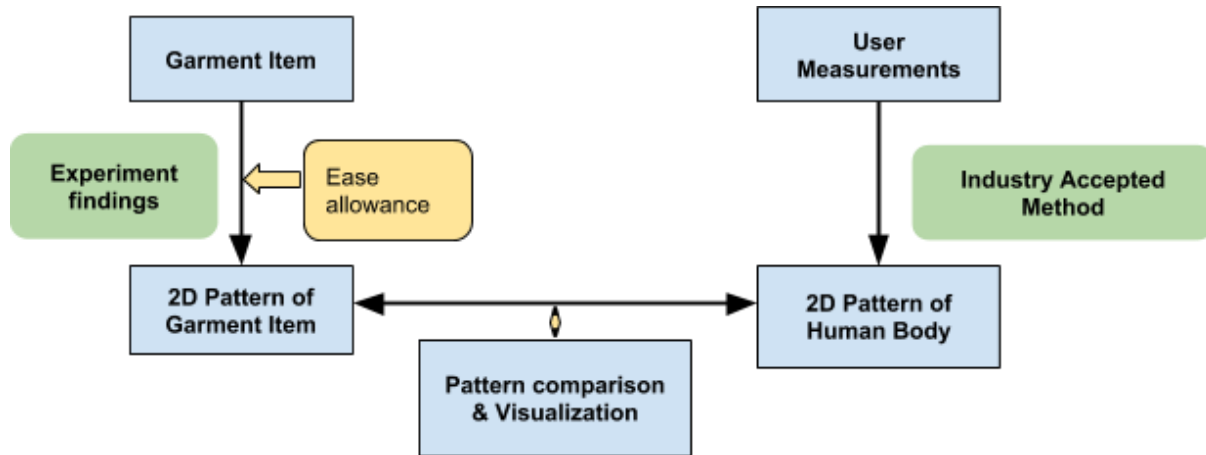 Garment Item
User
Measurements
Experiment
findings
Ease
allowance
Industry Accepted
Method
2D Pattern of
Garment Item
2D Pattern of
Human Body
Pattern comparison
& Visualization